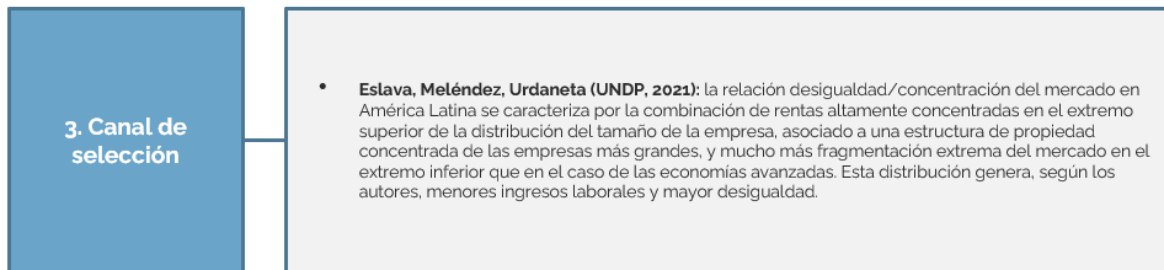 3. Canal de
selección
• Eslava, Meléndez, Urdaneta (UNDP, 2021): la relación desigualdad/concentración del mercado en
América Latina se caracteriza por la combinación de rentas altamente concentradas en el extremo
superior de la distribución del tamaño de la empresa, asociado a una estructura de propiedad
concentrada de las empresas más grandes, y mucho más fragmentación extrema del mercado en el
extremo inferior que en el caso de las economías avanzadas. Esta distribución genera, según los
autores, menores ingresos laborales y mayor desigualdad.